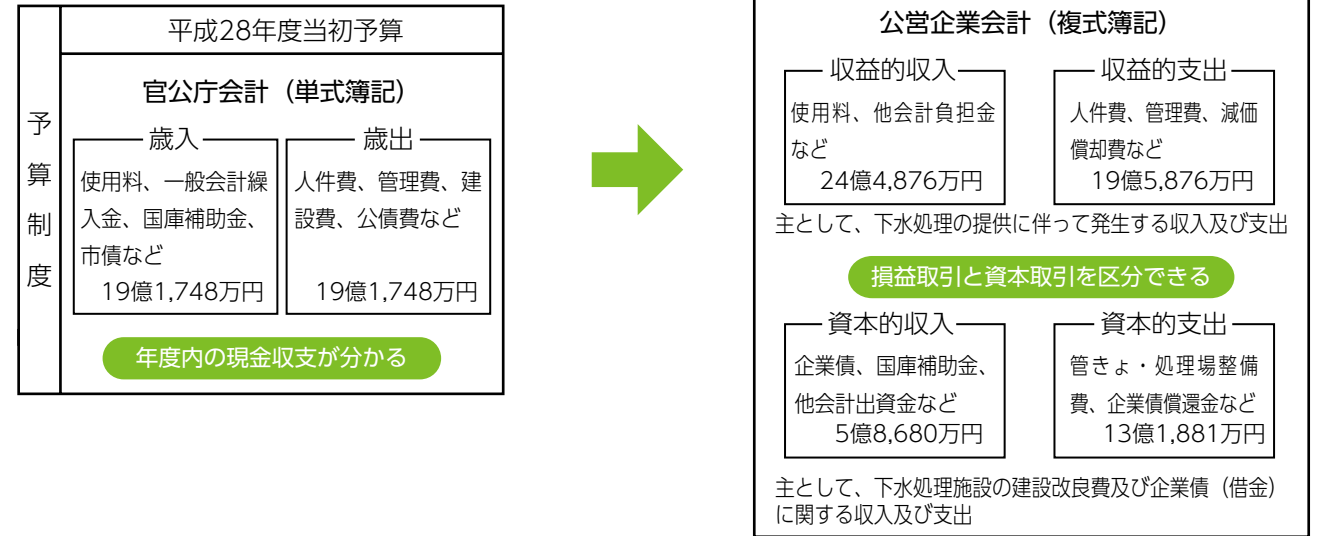 予算制度
平成28年度当初予算
官公庁会計（単式簿記）
歳入
使用料、一般会計繰
入金、国庫補助金、
市債など
19億1,748万円
歳出
人件費、管理費、建
設費、公債費など
19億1,748万円
年度内の現金収支が分かる
公営企業会計（複式簿記）
収益的収入
使用料、他会計負担金
など
24億4,876万円
収益的支出
人件費、管理費、減価
償却費など
19億5,876万円
主として、下水処理の提供に伴って発生する収入及び支出
損益取引と資本取引を区分できる
資本的収入
企業債、国庫補助金、
他会計出資金など
5億8,680万円
資本的支出
管きょ・処理場整備
費、企業債償還金など
13億1,881万円
主として、下水処理施設の建設改良費及び企業債（借金）
に関する収入及び支出